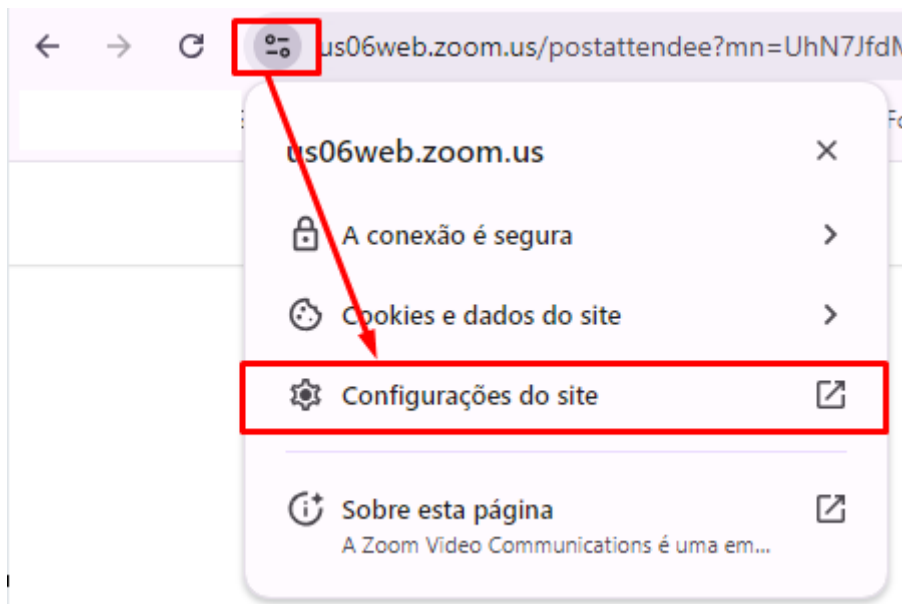 us06web.zoom.us/postattendee?mn=UhN7Jfd
us06web.zoom.us
A conexão é segura
Cookies e dados do site
Configurações do site
Sobre esta página
A Zoom Video Communications é uma em...